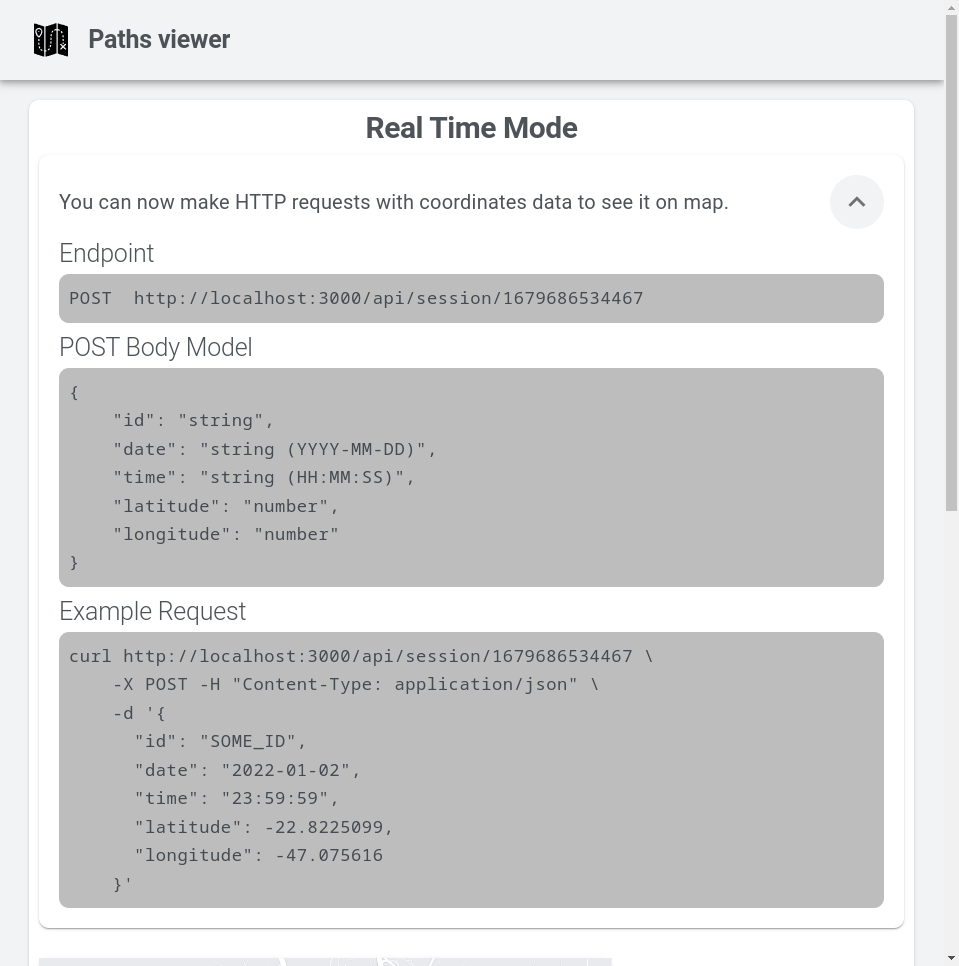 Paths viewer
Real Time Mode
You can now make HTTP requests with coordinates data to see it on map.
Endpoint
POST  http://localhost:3000/api/session/1679686534467
POST Body Model
{
    "id": "string",
    "date": "string (YYYY-MM-DD)",
    "time": "string (HH:MM:SS)",
    "latitude": "number",
    "longitude": "number"
}
Example Request
curl http://localhost:3000/api/session/1679686534467 \
    -X POST -H "Content-Type: application/json" \
    -d '{
      "id": "SOME_ID",
      "date": "2022-01-02",
      "time": "23:59:59",
      "latitude": -22.8225099,
      "longitude": -47.075616
    }'